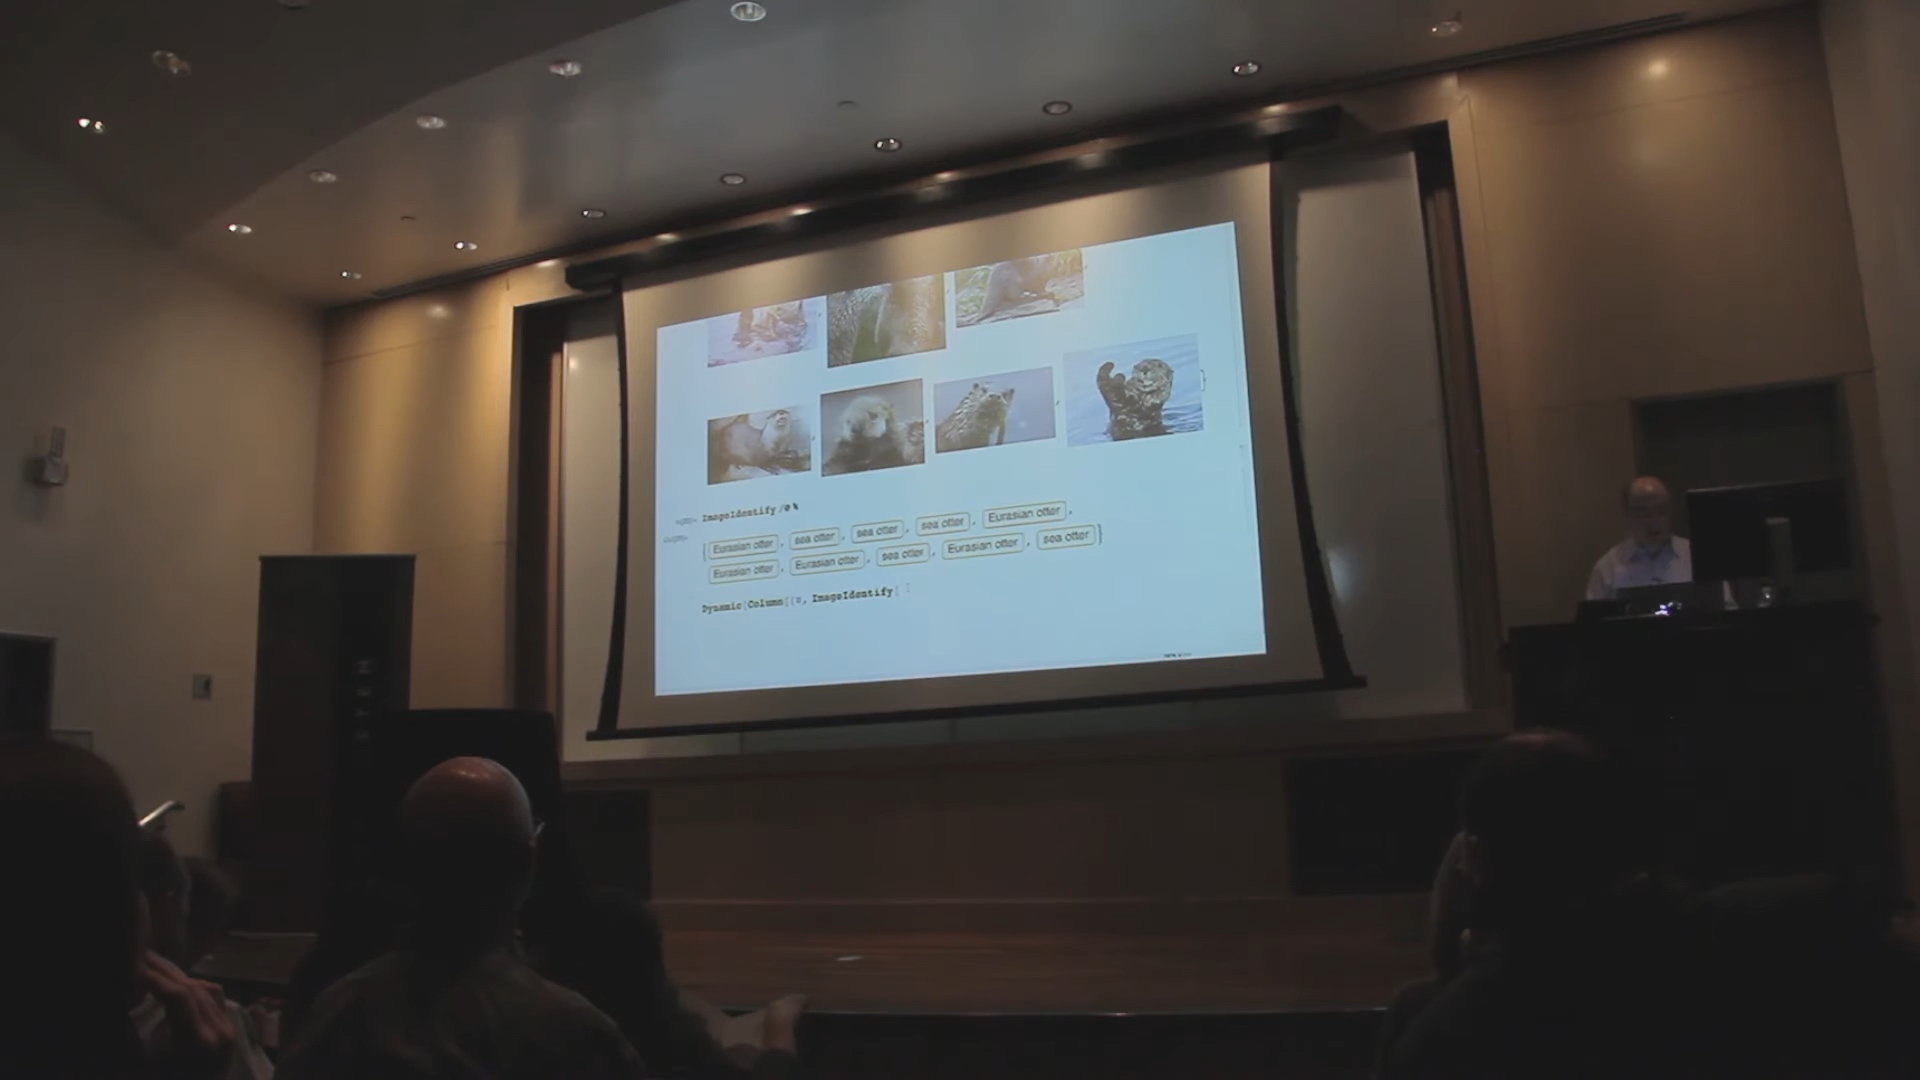 ImageIdentify /@ %
{ Eurasian otter , sea otter , sea otter , sea otter , Eurasian otter ,
Eurasian otter , Eurasian otter , sea otter , Eurasian otter , sea otter }
Dynamic[Column[{
ImageIdentify[